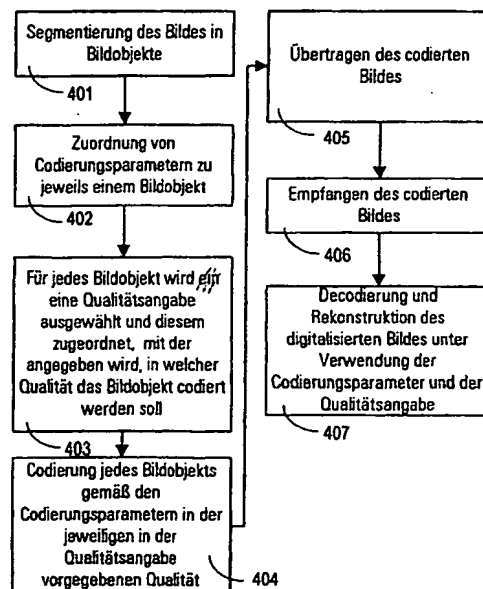 Segmentierung des Bildes in
Bildobjekte
401
Zuordnung von
Codierungsparametern zu
jeweils einem Bildobjekt
402
Für jedes Bildobjekt wird ein
eine Qualitätsangabe
ausgewählt und diesem
zugeordnet, mit der
angegeben wird, in welcher
Qualität das Bildobjekt codiert
werden soll
403
Codierung jedes Bildobjekts
gemäß den
Codierungsparametern in der
jeweiligen in der
Qualitätsangabe
vorgegebenen Qualität
404
Übertragen des codierten
Bildes
405
Empfangen des codierten
Bildes
406
Decodierung und
Rekonstruktion des
digitalisierten Bildes unter
Verwendung der
Codierungsparameter und der
Qualitätsangabe
407